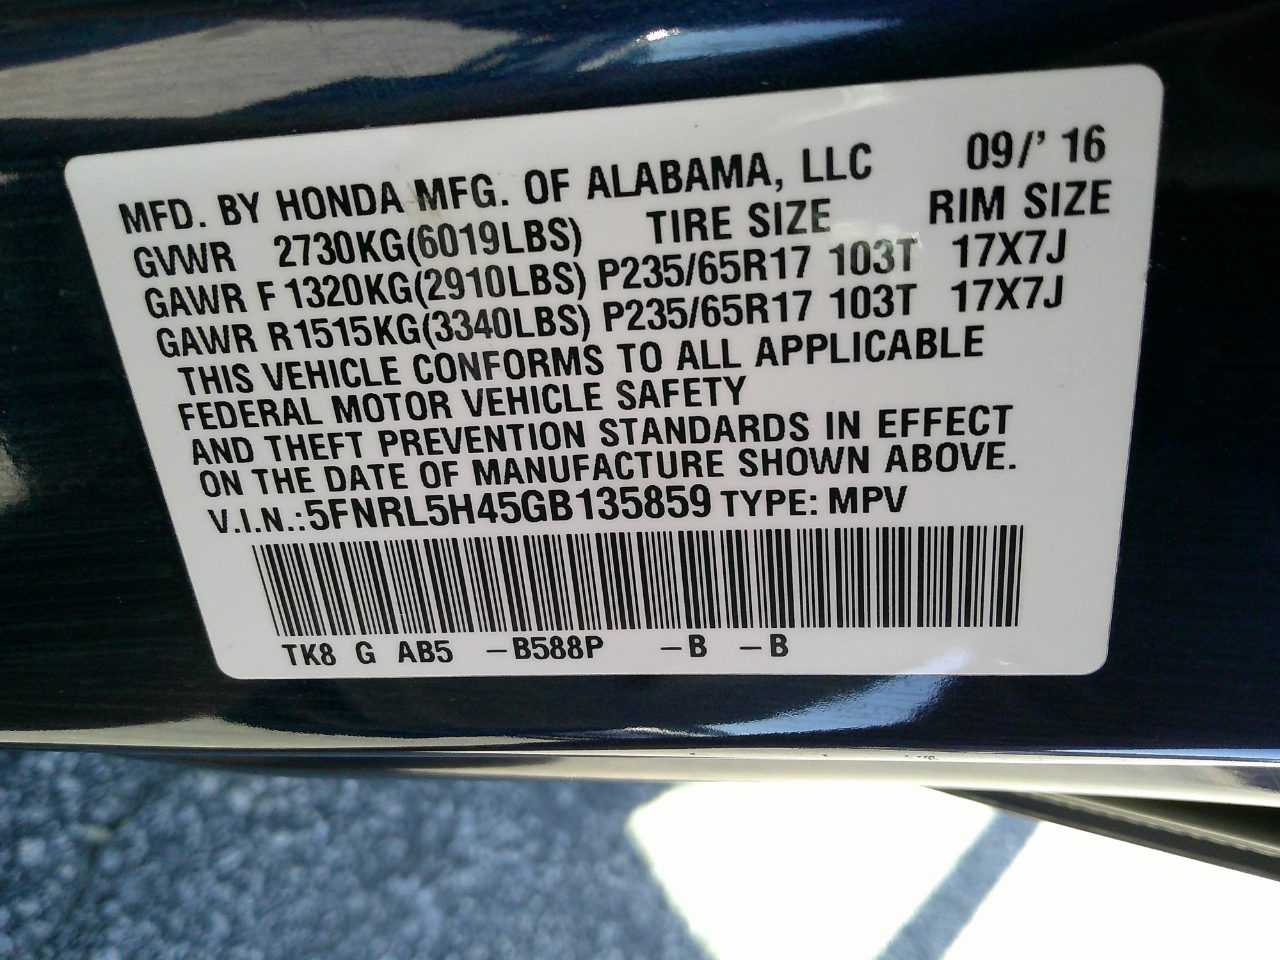 MFD. BY HONDA MFG. OF ALABAMA, LLC 09/' 16
GVWR 2730KG(6019LBS) TIRE SIZE RIM SIZE
GAWR F 1320KG(2910LBS) P235/65R17 103T 17X7J
GAWR R1515KG(3340LBS) P235/65R17 103T 17X7J
THIS VEHICLE CONFORMS TO ALL APPLICABLE
FEDERAL MOTOR VEHICLE SAFETY
AND THEFT PREVENTION STANDARDS IN EFFECT
ON THE DATE OF MANUFACTURE SHOWN ABOVE.
V.I.N.:5FNRL5H45GB135859 TYPE: MPV
TK8 G AB5 –B588P –B –B